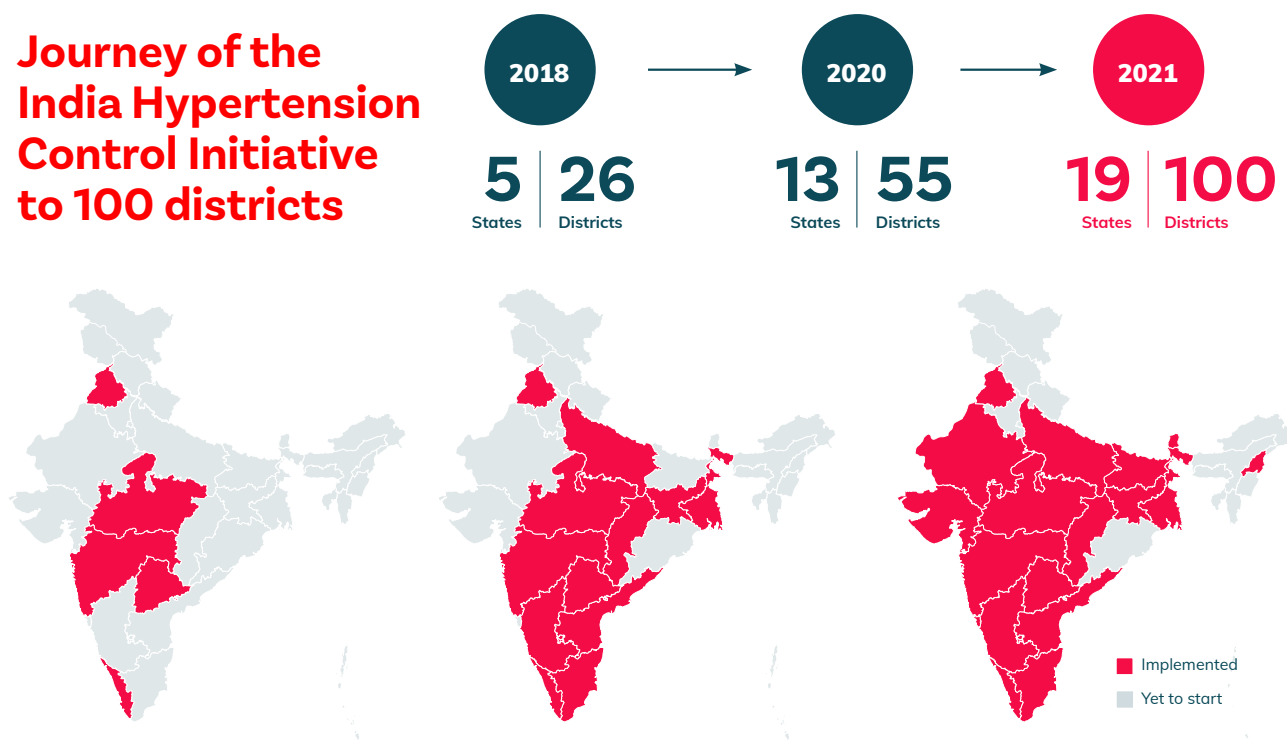 Journey of the
India Hypertension
Control Initiative
to 100 districts
2018
5
States
26
Districts
2020
13
States
55
Districts
2021
19
States
100
Districts
Implemented
Yet to start